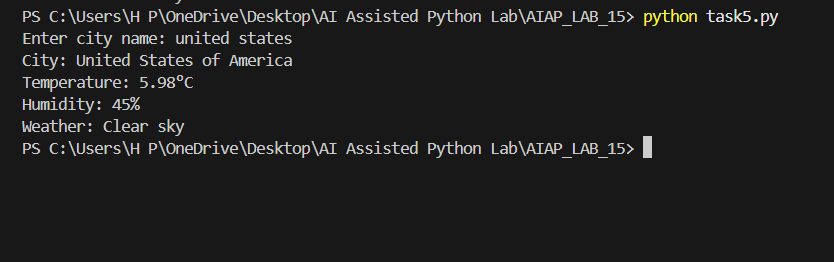 PS C:\Users\H P\OneDrive\Desktop\AI Assisted Python Lab\AIAP_LAB_15> python task5.py
Enter city name: united states
City: United States of America
Temperature: 5.98°C
Humidity: 45%
Weather: Clear sky
PS C:\Users\H P\OneDrive\Desktop\AI Assisted Python Lab\AIAP_LAB_15>